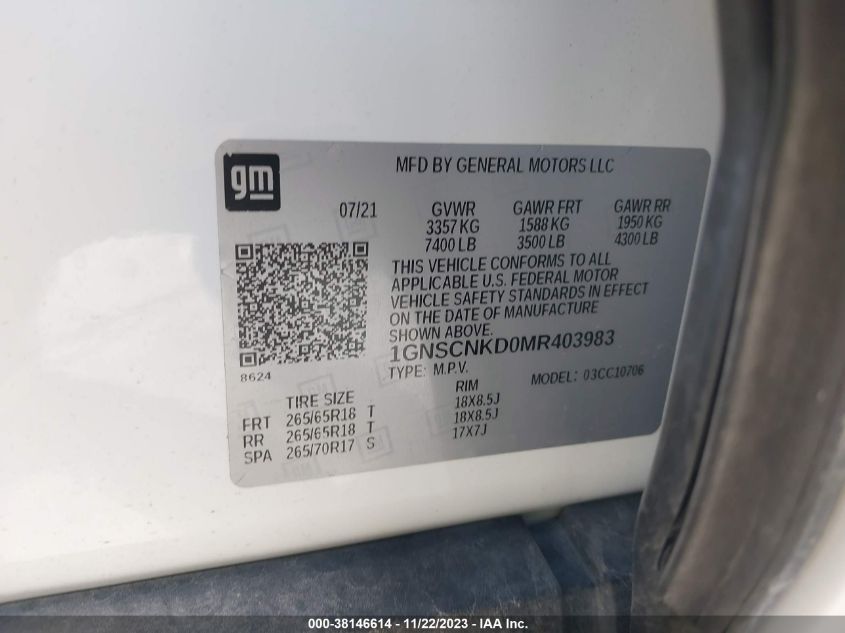 gm
MFD BY GENERAL MOTORS LLC
07/21
GVWR GAWR FRT GAWR RR
3357 KG 1588 KG 1950 KG
7400 LB 3500 LB 4300 LB
THIS VEHICLE CONFORMS TO ALL
APPLICABLE U.S. FEDERAL MOTOR
VEHICLE SAFETY STANDARDS IN EFFECT
ON THE DATE OF MANUFACTURE
SHOWN ABOVE.
1GNSCNKD0MR403983
8624
TYPE: M.P.V. MODEL: 03CC10706
TIRE SIZE RIM
FRT 265/65R18 T 18X8.5J
RR 265/65R18 T 18X8.5J
SPA 265/70R17 S 17X7J
000-38146614 - 11/22/2023 - IAA Inc.